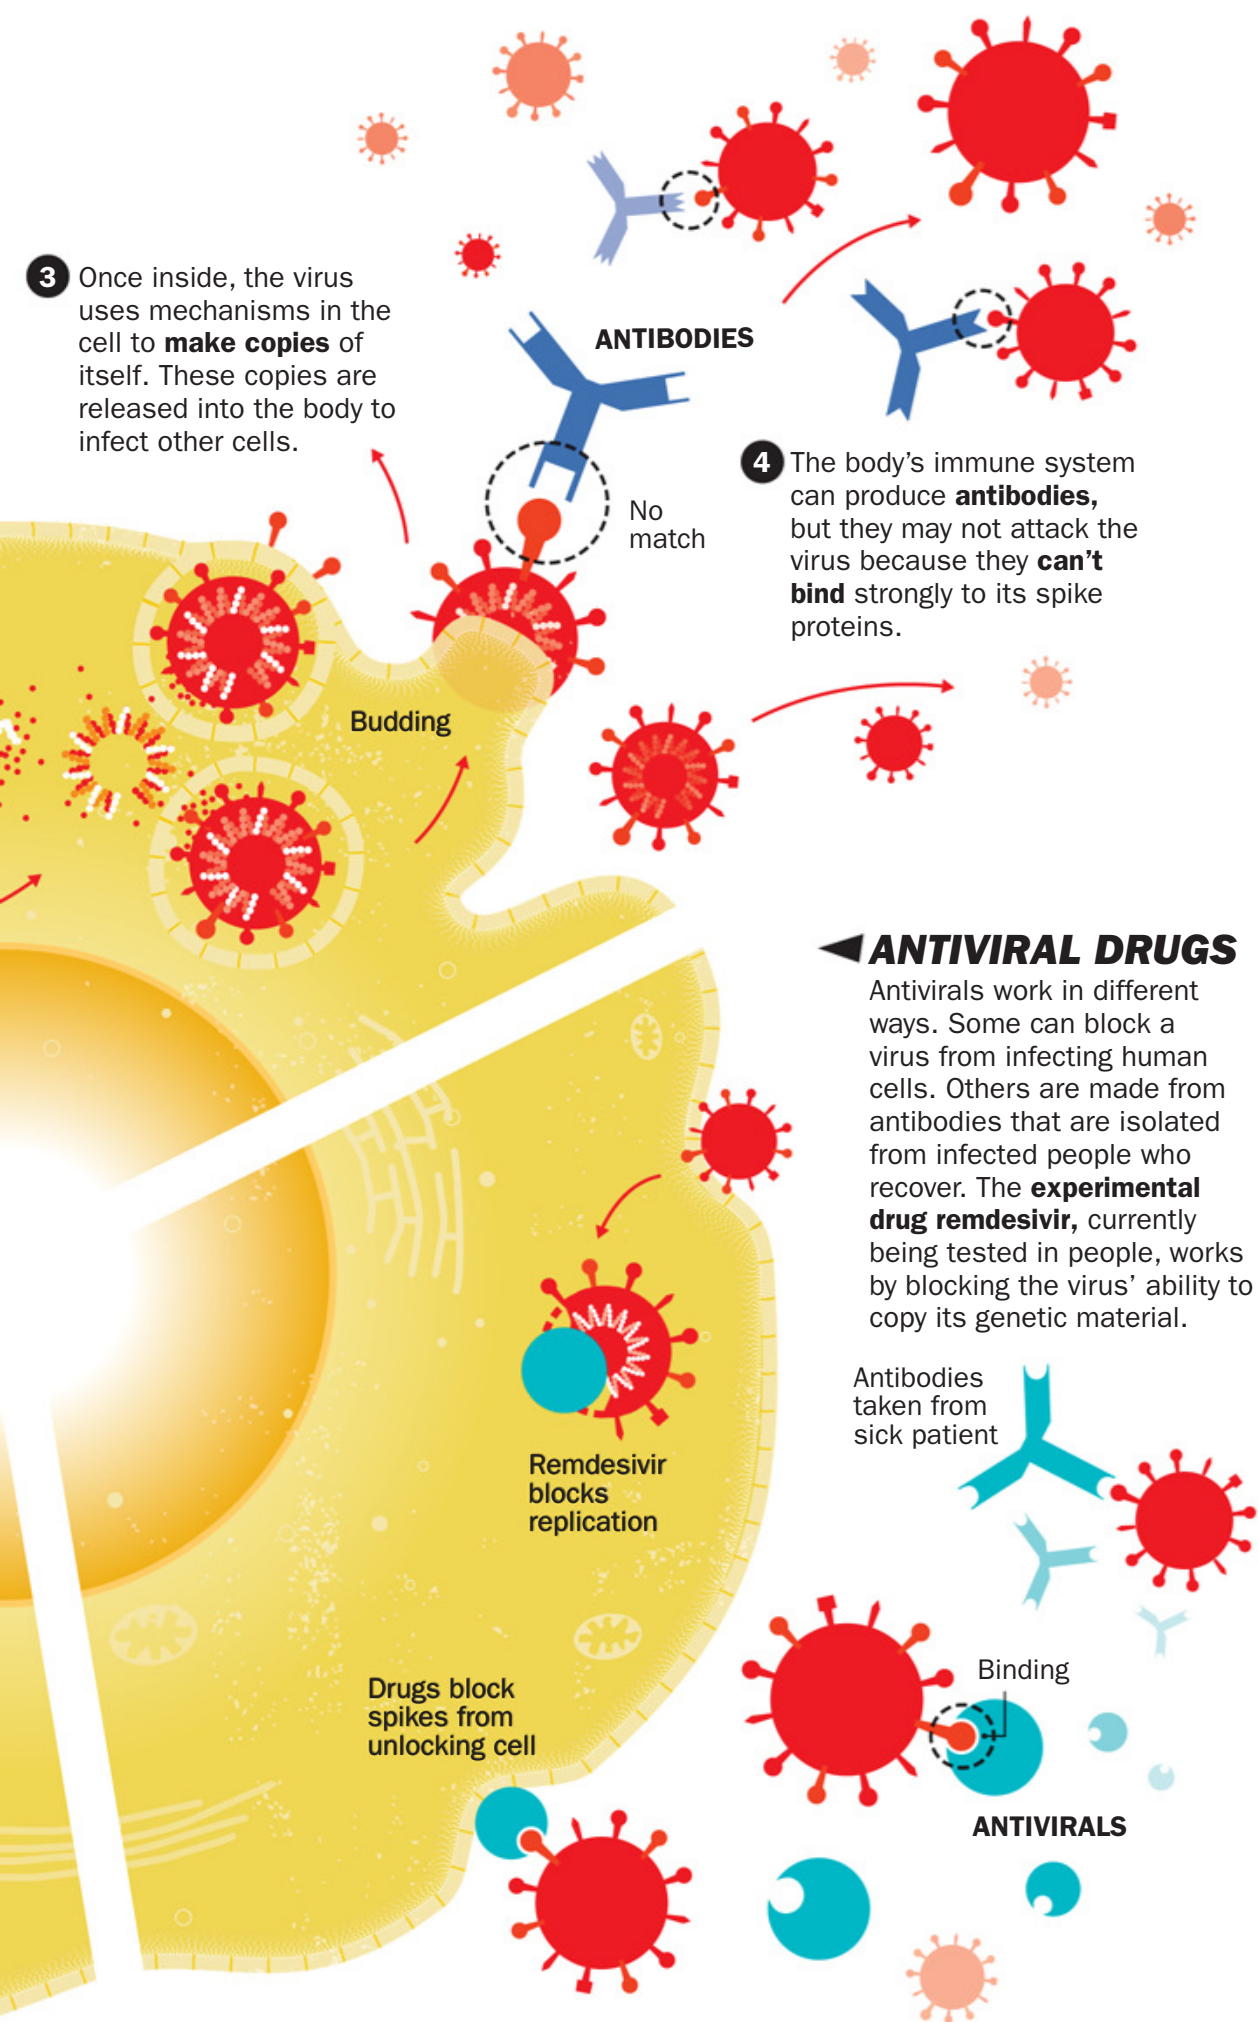 3 Once inside, the virus
uses mechanisms in the
cell to make copies of
itself. These copies are
released into the body to
infect other cells.
ANTIBODIES
No
match
4 The body’s immune system
can produce antibodies,
but they may not attack the
virus because they can’t
bind strongly to its spike
proteins.
Budding
ANTIVIRAL DRUGS
Antivirals work in different
ways. Some can block a
virus from infecting human
cells. Others are made from
antibodies that are isolated
from infected people who
recover. The experimental
drug remdesivir, currently
being tested in people, works
by blocking the virus’ ability to
copy its genetic material.
Antibodies
taken from
sick patient
Remdesivir
blocks
replication
Binding
Drugs block
spikes from
unlocking cell
ANTIVIRALS